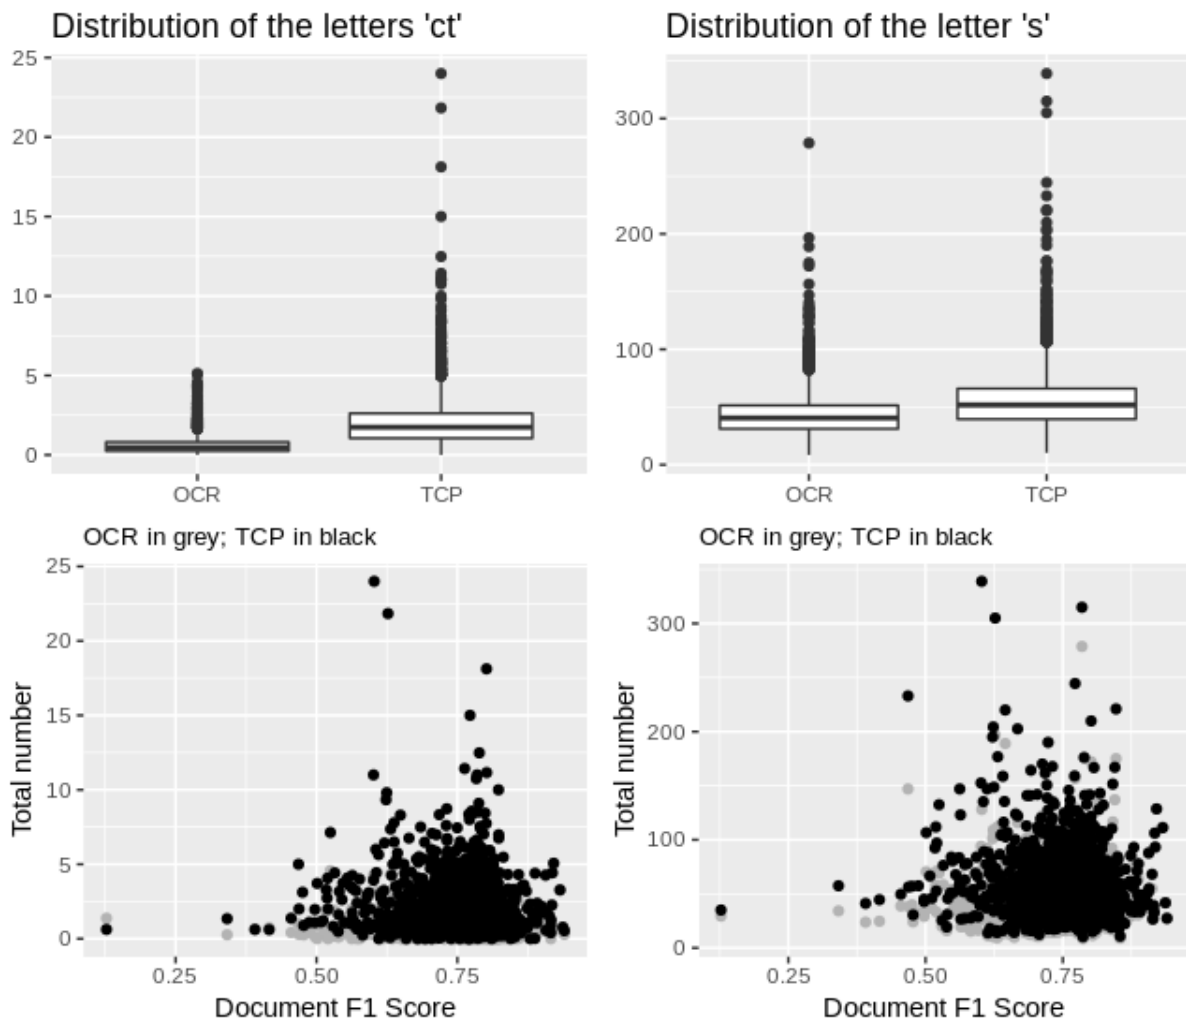 Distribution of the letters 'ct'
25
20
15
10
5
0
OCR
TCP
Distribution of the letter 's'
300
200
100
0
OCR
TCP
OCR in grey; TCP in black
Total number
25
20
15
10
5
0
0.25
0.50
0.75
Document F1 Score
OCR in grey; TCP in black
Total number
300
200
100
0
0.25
0.50
0.75
Document F1 Score